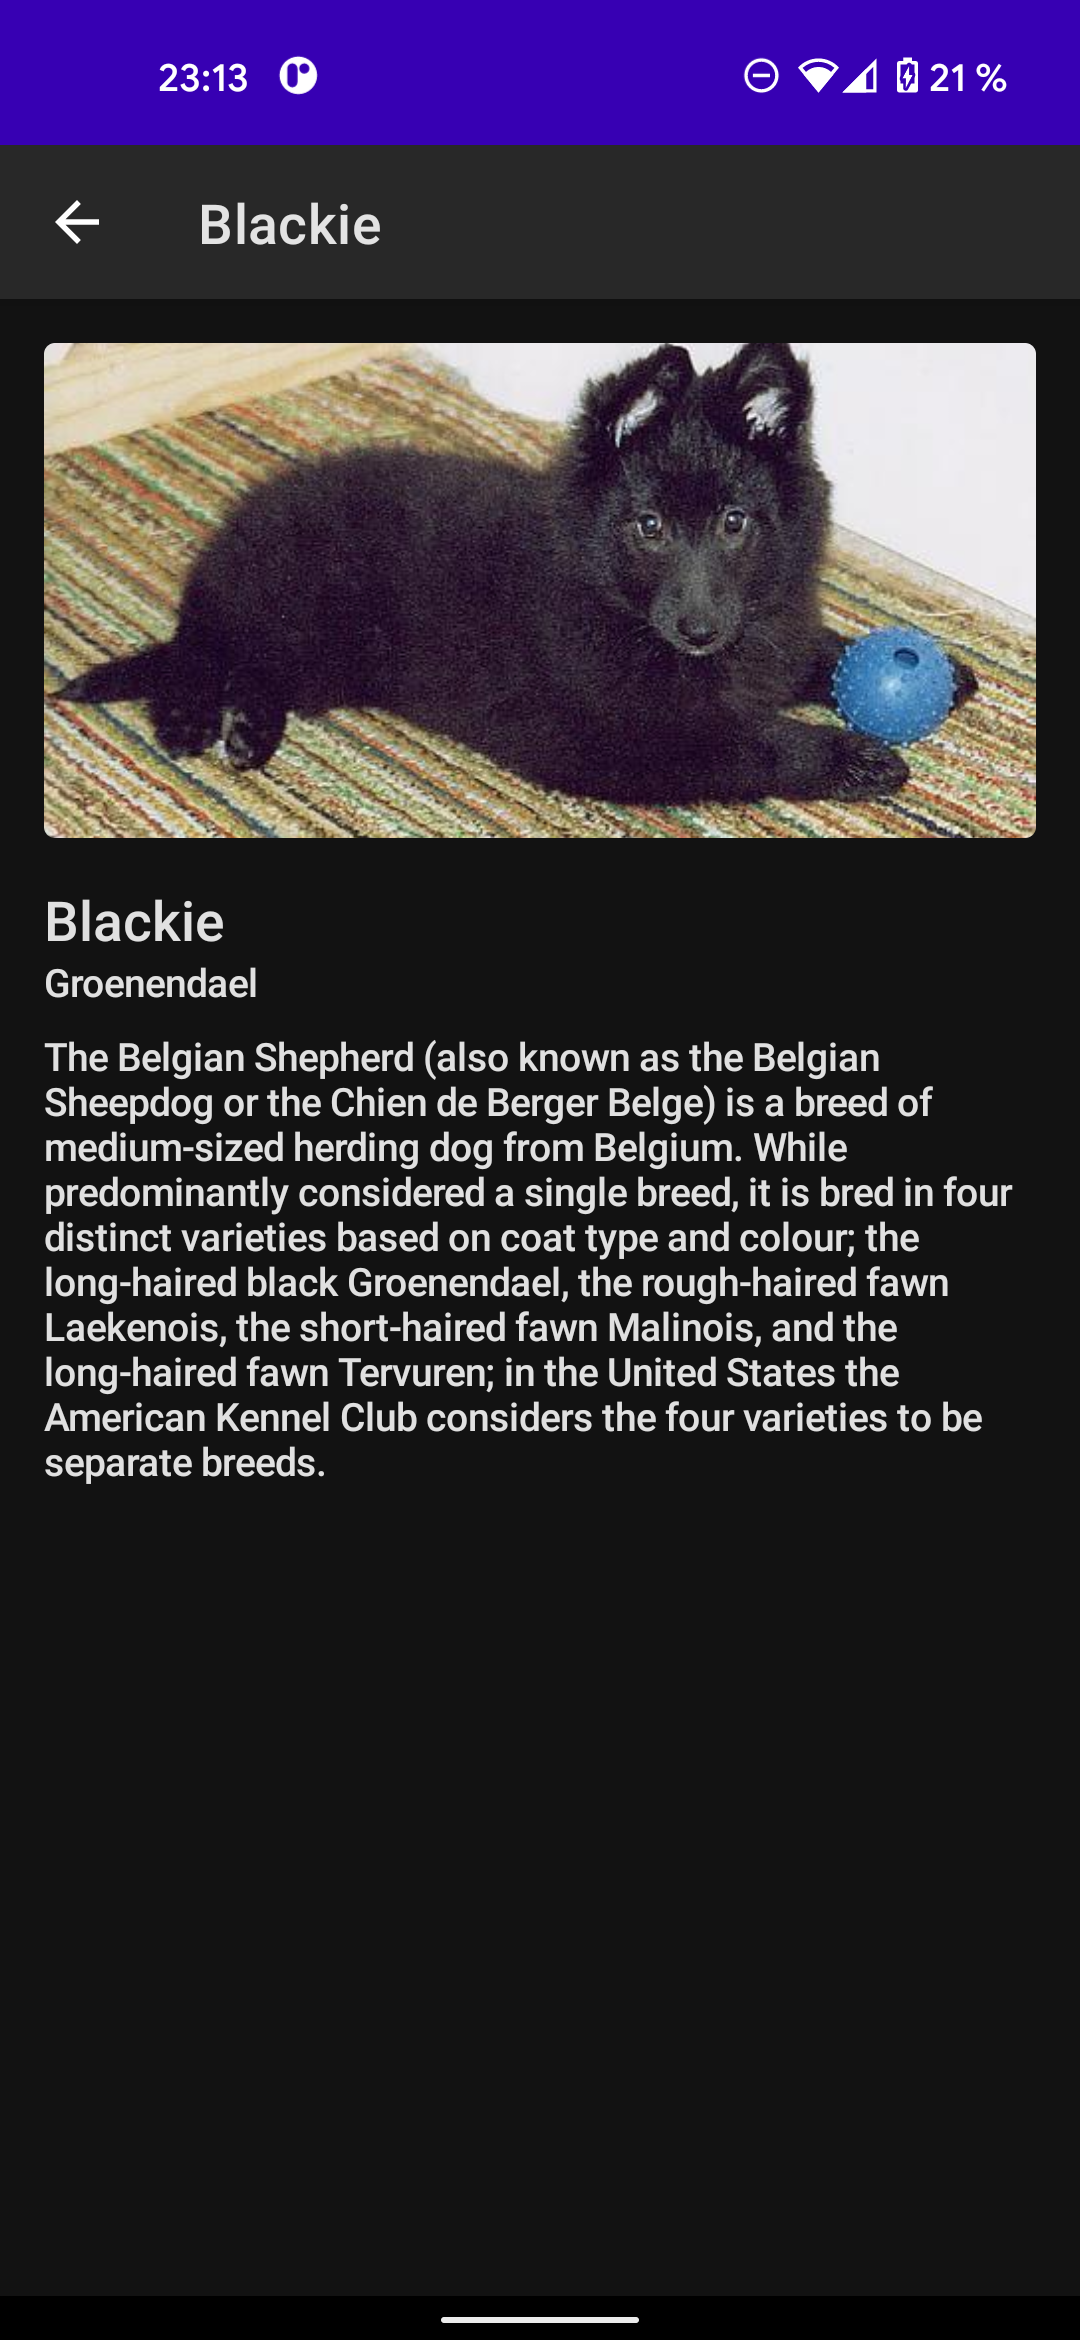 23:13 21 %
Blackie
Blackie
Groenendael
The Belgian Shepherd (also known as the Belgian
Sheepdog or the Chien de Berger Belge) is a breed of
medium-sized herding dog from Belgium. While
predominantly considered a single breed, it is bred in four
distinct varieties based on coat type and colour; the
long-haired black Groenendael, the rough-haired fawn
Laekenois, the short-haired fawn Malinois, and the
long-haired fawn Tervuren; in the United States the
American Kennel Club considers the four varieties to be
separate breeds.